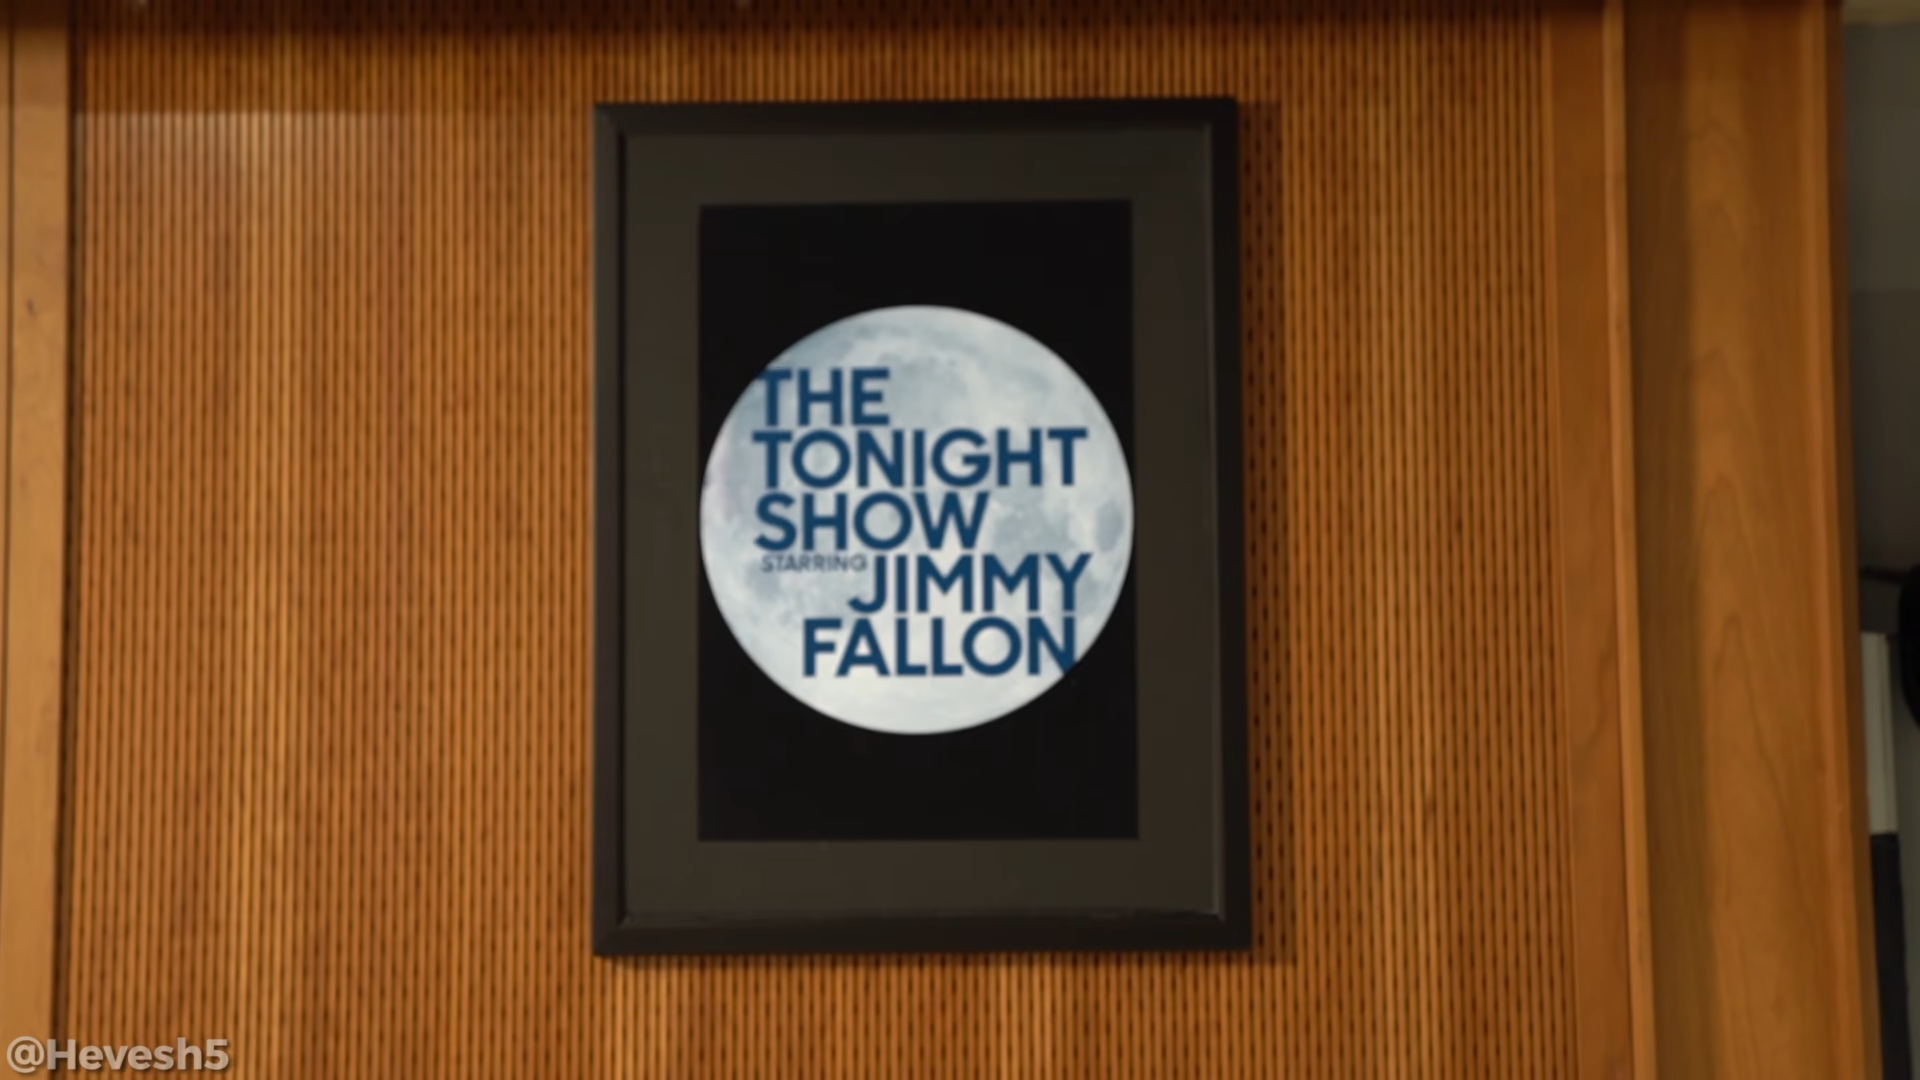 THE
TONIGHT
SHOW
STARRING JIMMY
FALLON
@Hevesh5